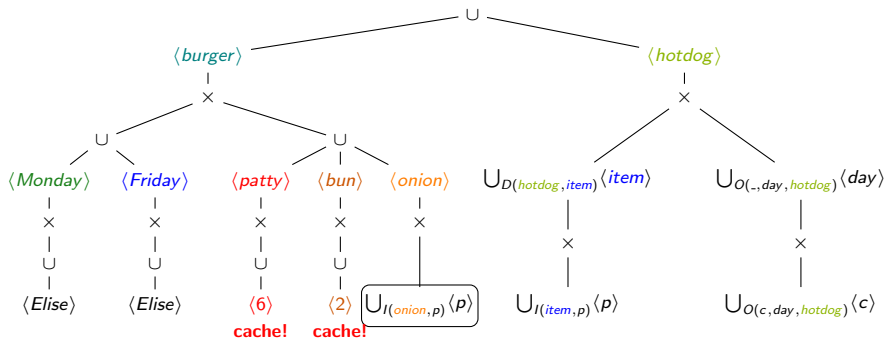 ∪
⟨burger⟩ ⟨hotdog⟩
× ×
∪ ∪
⟨Monday⟩ ⟨Friday⟩ ⟨patty⟩ ⟨bun⟩ ⟨onion⟩ ⋃D(hotdog,item)⟨item⟩ ⋃O(_,day,hotdog)⟨day⟩
× × × × × × ×
∪ ∪ ∪ ∪
⟨Elise⟩ ⟨Elise⟩ ⟨6⟩ ⟨2⟩ ⋃I(onion,p)⟨p⟩ ⋃I(item,p)⟨p⟩ ⋃O(c,day,hotdog)⟨c⟩
cache! cache!